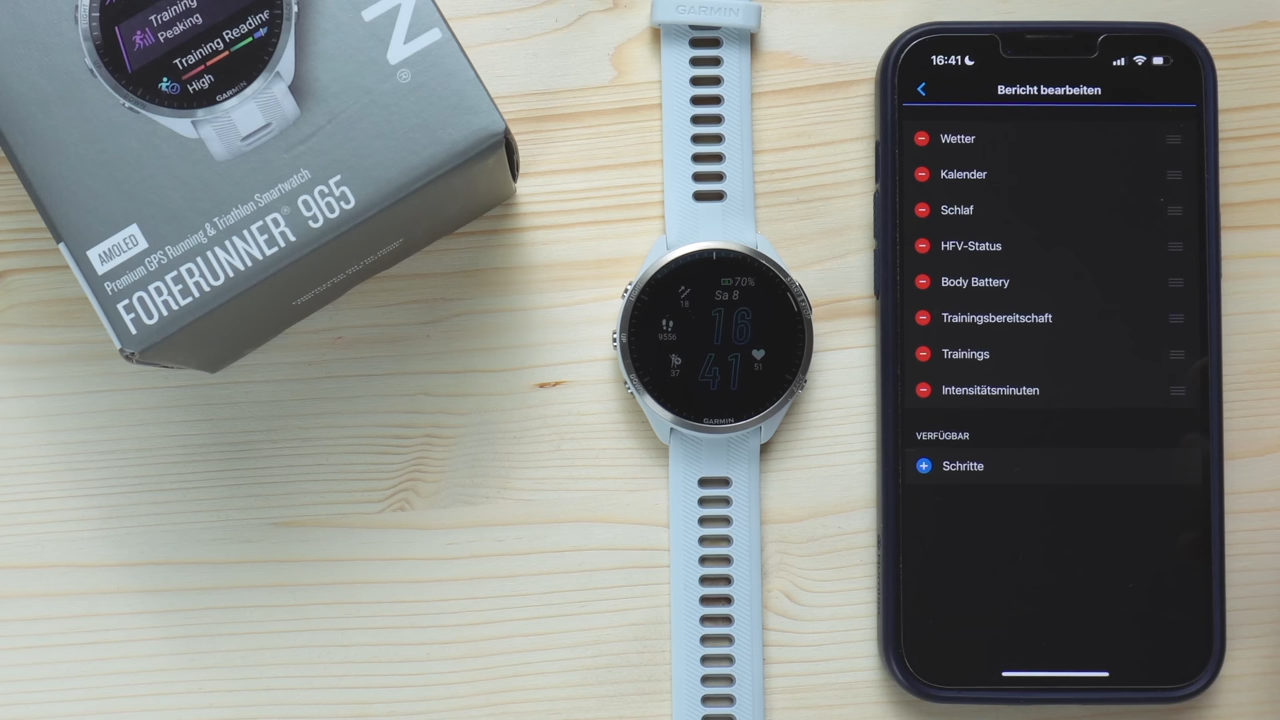 Training
Peaking
Training Readine
High
GARMIN
AMOLED
Premium GPS Running & Triathlon Smartwatch
FORERUNNER® 965
®
GARMIN
70%
Sa 8
18
16
9556
41
51
37
GARMIN
16:41
Bericht bearbeiten
Wetter
Kalender
Schlaf
HFV-Status
Body Battery
Trainingsbereitschaft
Trainings
Intensitätsminuten
VERFÜGBAR
Schritte